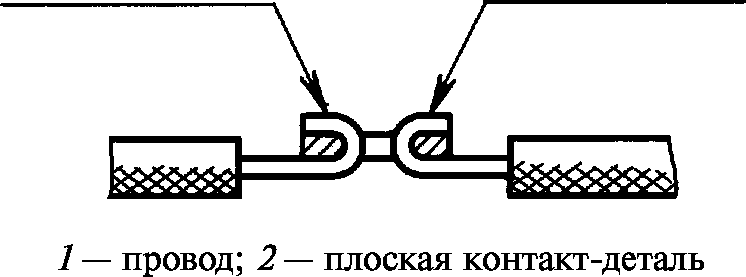 1 — провод; 2 — плоская контакт-деталь